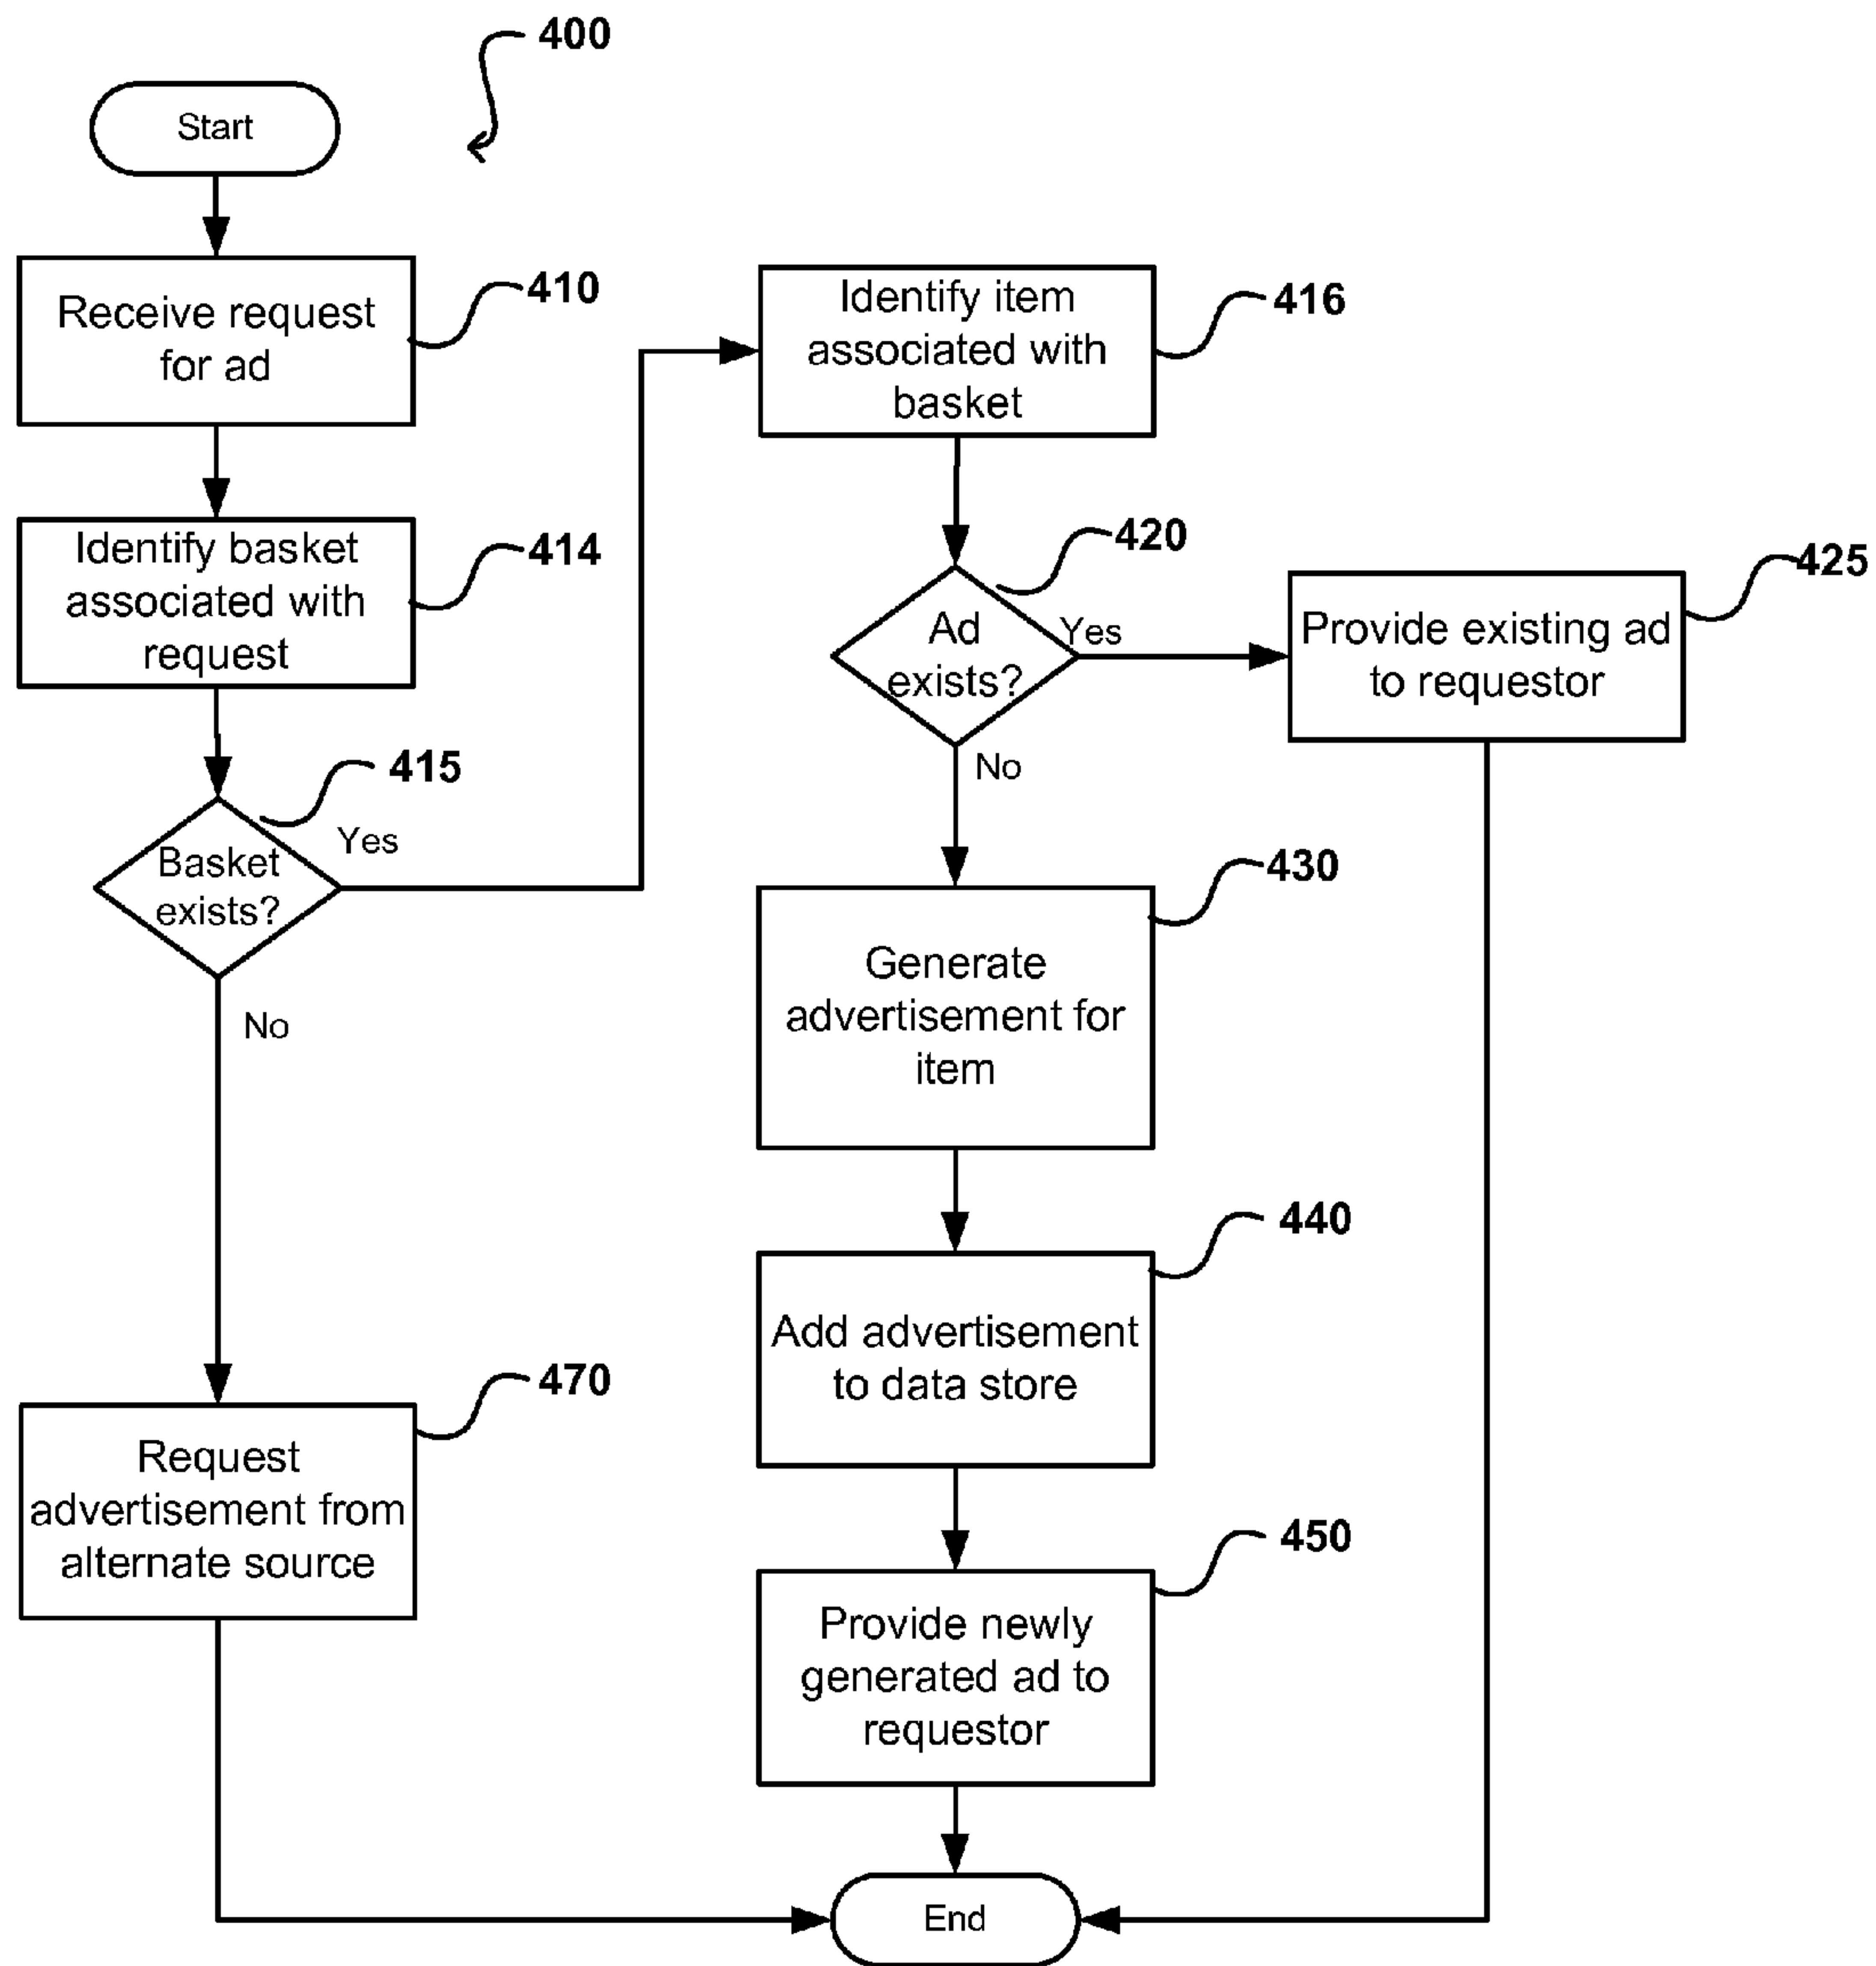 400
Start
Receive request
for ad
410
Identify basket
associated with
request
414
415
Basket
exists?
Yes
No
Request
advertisement from
alternate source
470
Identify item
associated with
basket
416
420
Ad
exists?
Yes
No
Provide existing ad
to requestor
425
Generate
advertisement for
item
430
Add advertisement
to data store
440
Provide newly
generated ad to
requestor
450
End